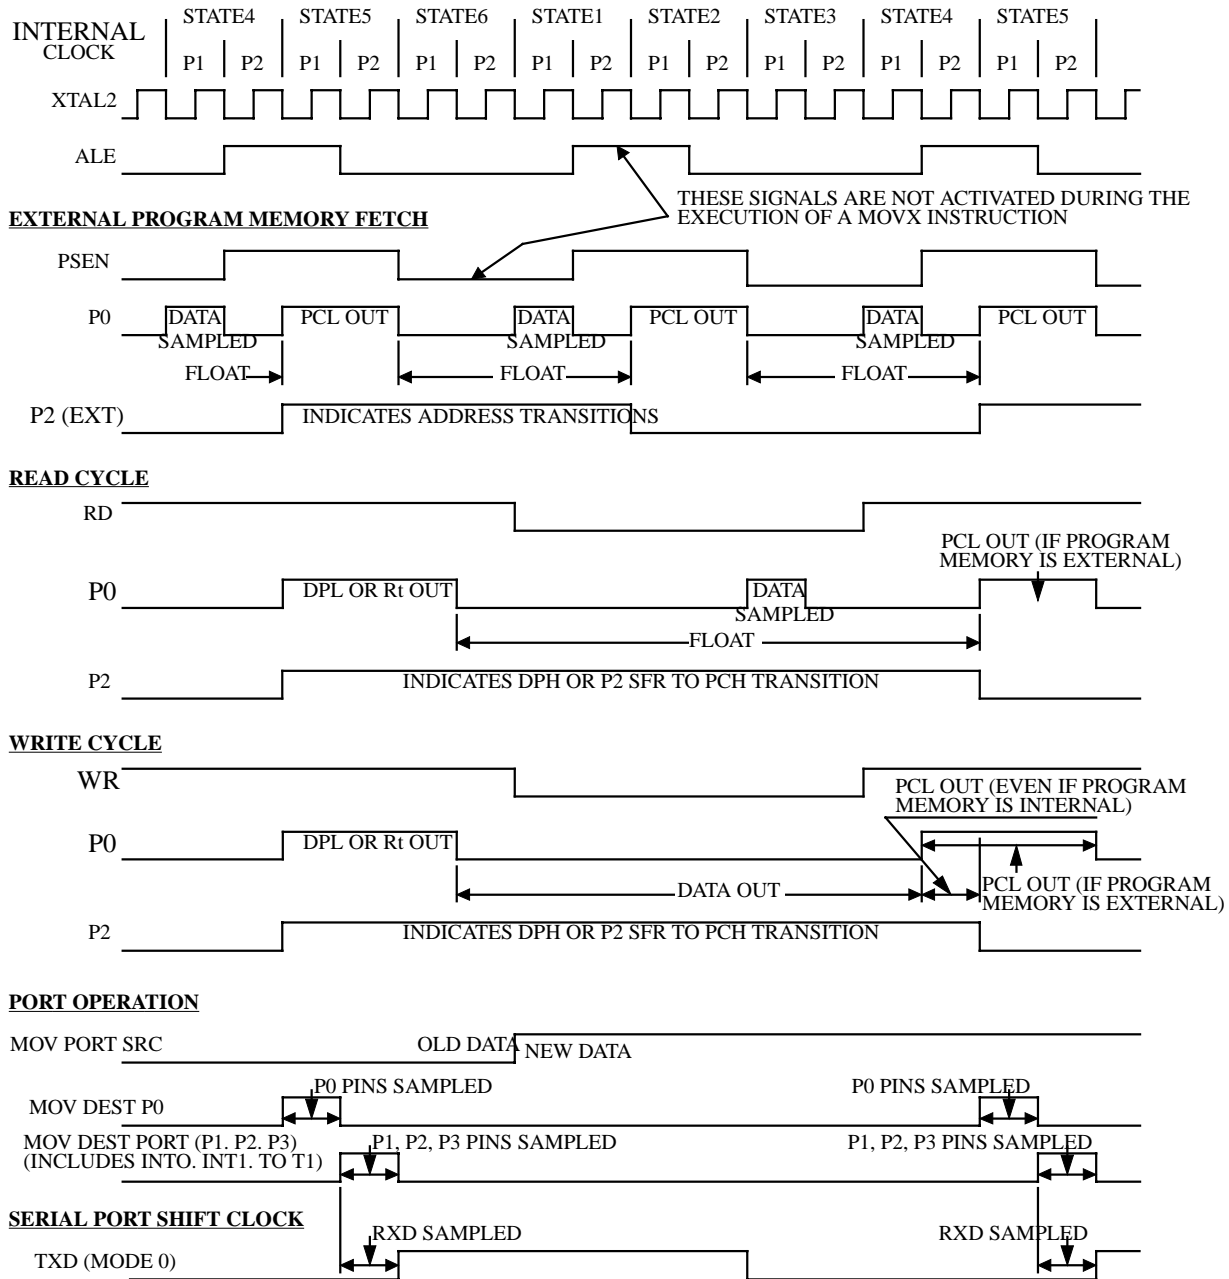 STATE4 STATE5 STATE6 STATE1 STATE2 STATE3 STATE4 STATE5
INTERNAL
CLOCK
P1 P2 P1 P2 P1 P2 P1 P2 P1 P2 P1 P2 P1 P2 P1 P2
XTAL2
ALE
THESE SIGNALS ARE NOT ACTIVATED DURING THE
EXECUTION OF A MOVX INSTRUCTION
EXTERNAL PROGRAM MEMORY FETCH
PSEN
P0 DATA PCL OUT DATA PCL OUT DATA PCL OUT
SAMPLED SAMPLED SAMPLED
FLOAT FLOAT FLOAT
P2 (EXT) INDICATES ADDRESS TRANSITIONS
READ CYCLE
RD
PCL OUT (IF PROGRAM
MEMORY IS EXTERNAL)
P0 DPL OR Rt OUT DATA
SAMPLED
FLOAT
P2 INDICATES DPH OR P2 SFR TO PCH TRANSITION
WRITE CYCLE
WR
PCL OUT (EVEN IF PROGRAM
MEMORY IS INTERNAL)
P0 DPL OR Rt OUT
DATA OUT
PCL OUT (IF PROGRAM
MEMORY IS EXTERNAL)
P2 INDICATES DPH OR P2 SFR TO PCH TRANSITION
PORT OPERATION
MOV PORT SRC OLD DATA NEW DATA
P0 PINS SAMPLED P0 PINS SAMPLED
MOV DEST P0
MOV DEST PORT (P1. P2. P3) P1, P2, P3 PINS SAMPLED P1, P2, P3 PINS SAMPLED
(INCLUDES INTO. INT1. TO T1)
SERIAL PORT SHIFT CLOCK
RXD SAMPLED RXD SAMPLED
TXD (MODE 0)